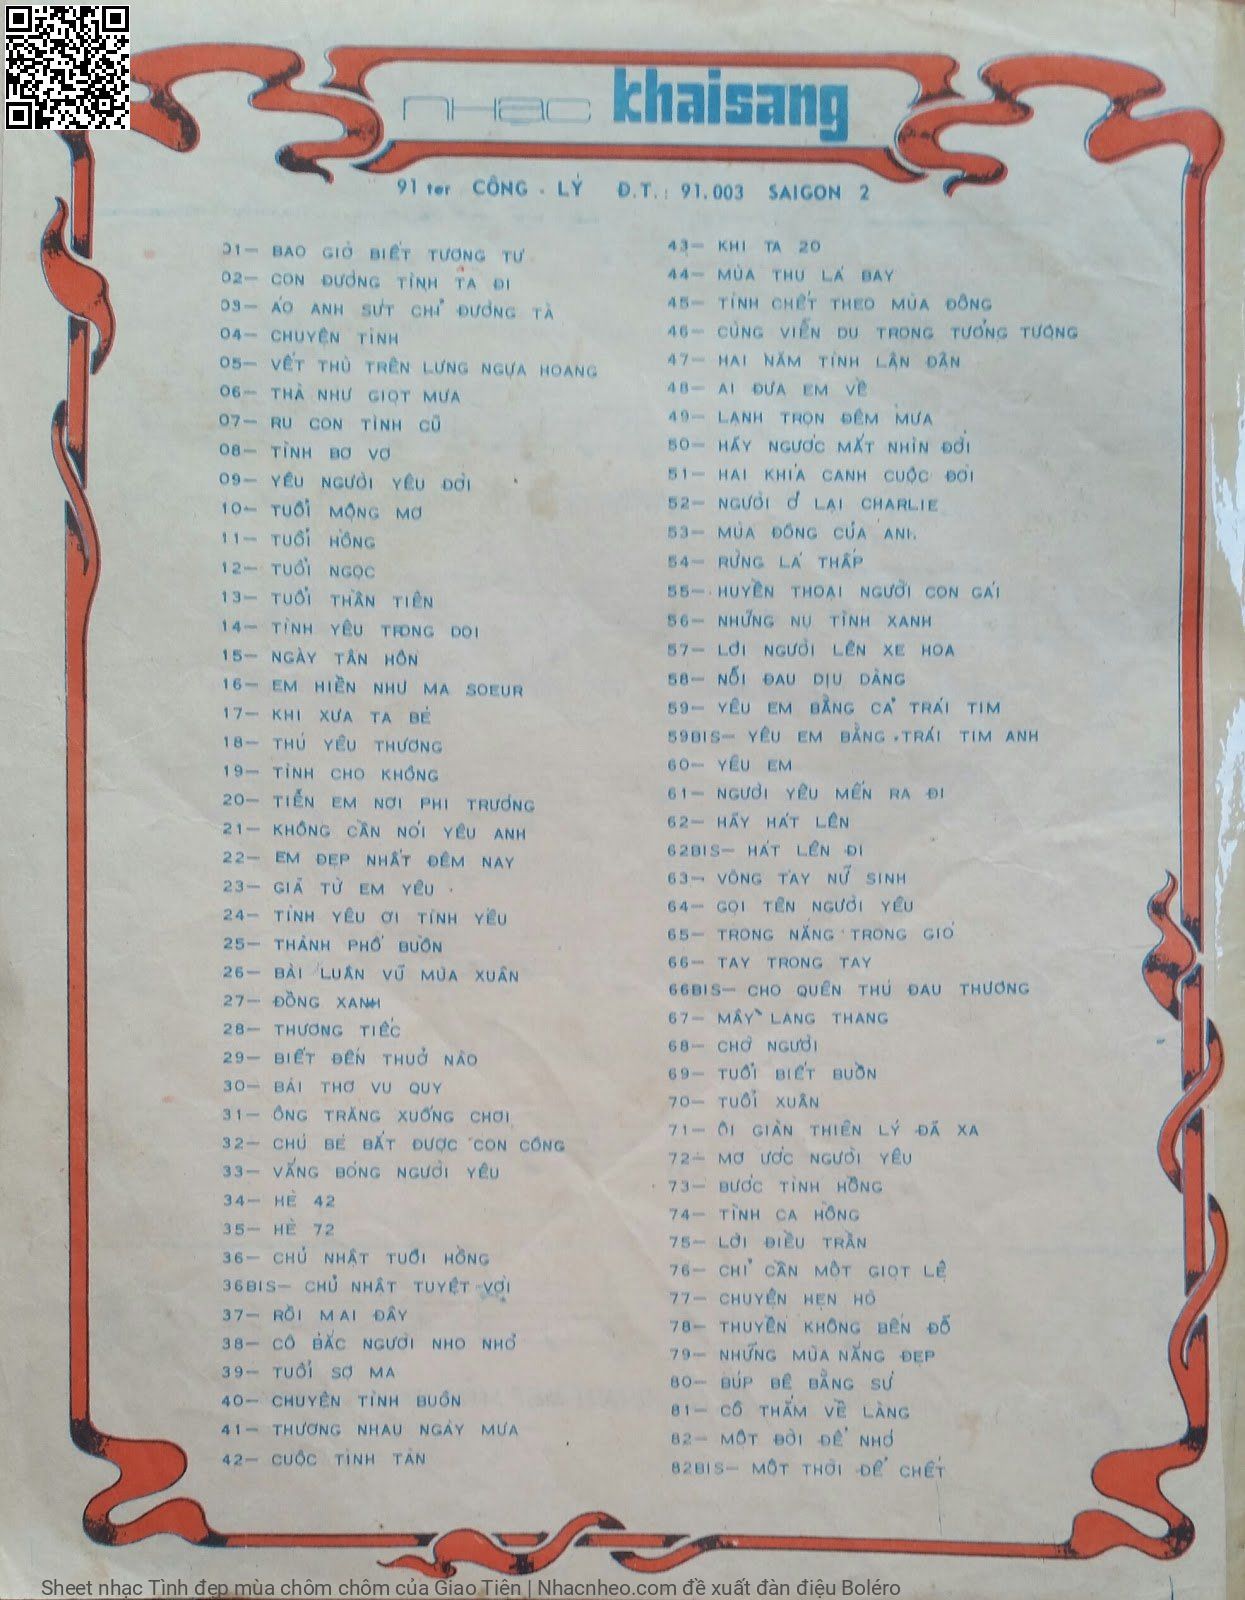 NHẠC khaisang
91 ter CÔNG - LÝ Đ.T.: 91.003 SAIGON 2
01— BAO GIỜ BIẾT TƯƠNG TƯ
02— CON ĐƯỜNG TÌNH TA ĐI
03— ÁO ANH SỨT CHỈ ĐƯỜNG TÀ
04— CHUYỆN TÌNH
05— VẾT THÙ TRÊN LƯNG NGỰA HOANG
06— THÀ NHƯ GIỌT MƯA
07— RU CON TÌNH CŨ
08— TÌNH BƠ VƠ
09— YÊU NGƯỜI YÊU ĐỜI
10— TUỔI MỘNG MƠ
11— TUỔI HỒNG
12— TUỔI NGỌC
13— TUỔI THẦN TIÊN
14— TÌNH YÊU TRONG DOI
15— NGÀY TÂN HÔN
16— EM HIỀN NHƯ MA SOEUR
17— KHI XƯA TA BÉ
18— THÚ YÊU THƯƠNG
19— TÌNH CHO KHÔNG
20— TIỄN EM NƠI PHI TRƯỜNG
21— KHÔNG CẦN NÓI YÊU ANH
22— EM ĐẸP NHẤT ĐÊM NAY
23— GIÃ TỪ EM YÊU
24— TÌNH YÊU ƠI TÌNH YÊU
25— THÀNH PHỐ BUỒN
26— BÀI LUÂN VŨ MÙA XUÂN
27— ĐỒNG XANH
28— THƯƠNG TIẾC
29— BIẾT ĐẾN THUỞ NÀO
30— BÀI THƠ VU QUY
31— ÔNG TRĂNG XUỐNG CHƠI
32— CHÚ BÉ BẮT ĐƯỢC CON CÔNG
33— VẮNG BÓNG NGƯỜI YÊU
34— HÈ 42
35— HÈ 72
36— CHỦ NHẬT TUỔI HỒNG
36BIS— CHỦ NHẬT TUYỆT VỜI
37— RỒI MAI ĐÂY
38— CÔ BẮC NGƯỜI NHO NHỎ
39— TUỔI SỢ MA
40— CHUYỆN TÌNH BUỒN
41— THƯƠNG NHAU NGÀY MƯA
42— CUỘC TÌNH TÀN
43— KHI TA 20
44— MÙA THU LÁ BAY
45— TÌNH CHẾT THEO MÙA ĐÔNG
46— CÙNG VIỄN DU TRONG TƯỞNG TƯỢNG
47— HAI NĂM TÌNH LẬN ĐẬN
48— AI ĐƯA EM VỀ
49— LẠNH TRỌN ĐÊM MƯA
50— HÃY NGƯỚC MẮT NHÌN ĐỜI
51— HAI KHÍA CẠNH CUỘC ĐỜI
52— NGƯỜI Ở LẠI CHARLIE
53— MÙA ĐÔNG CỦA ANH
54— RỪNG LÁ THẤP
55— HUYỀN THOẠI NGƯỜI CON GÁI
56— NHỮNG NỤ TÌNH XANH
57— LỜI NGƯỜI LÊN XE HOA
58— NỖI ĐAU DỊU DÀNG
59— YÊU EM BẰNG CẢ TRÁI TIM
59BIS— YÊU EM BẰNG TRÁI TIM ANH
60— YÊU EM
61— NGƯỜI YÊU MẾN RA ĐI
62— HÃY HÁT LÊN
62BIS— HÁT LÊN ĐI
63— VÒNG TAY NỮ SINH
64— GỌI TÊN NGƯỜI YÊU
65— TRONG NẮNG TRONG GIÓ
66— TAY TRONG TAY
66BIS— CHO QUÊN THÚ ĐAU THƯƠNG
67— MÂY LANG THANG
68— CHỜ NGƯỜI
69— TUỔI BIẾT BUỒN
70— TUỔI XUÂN
71— ÔI GIÀN THIÊN LÝ ĐÃ XA
72— MƠ ƯỚC NGƯỜI YÊU
73— BƯỚC TÌNH HỒNG
74— TÌNH CA HỒNG
75— LỜI ĐIỀU TRẦN
76— CHỈ CẦN MỘT GIỌT LỆ
77— CHUYỆN HẸN HÒ
78— THUYỀN KHÔNG BẾN ĐỖ
79— NHỮNG MÙA NẮNG ĐẸP
80— BÚP BÊ BẰNG SỨ
81— CÔ THẮM VỀ LÀNG
82— MỘT ĐỜI ĐỂ NHỚ
82BIS— MỘT THỜI ĐỂ CHẾT
Sheet nhạc Tình đẹp mùa chôm chôm của Giao Tiên | Nhacnheo.com đề xuất đàn điệu Boléro